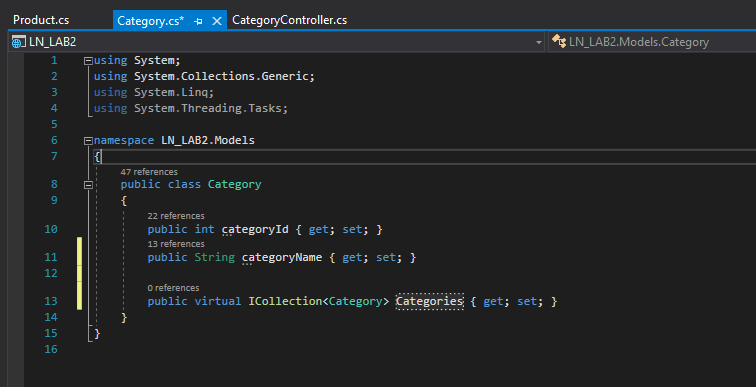 Product.cs Category.cs* CategoryController.cs
LN_LAB2 LN_LAB2.Models.Category
1 using System;
2 using System.Collections.Generic;
3 using System.Linq;
4 using System.Threading.Tasks;
5
6 namespace LN_LAB2.Models
7 {
47 references
8 public class Category
9 {
22 references
10 public int categoryId { get; set; }
13 references
11 public String categoryName { get; set; }
12
0 references
13 public virtual ICollection<Category> Categories { get; set; }
14 }
15 }
16